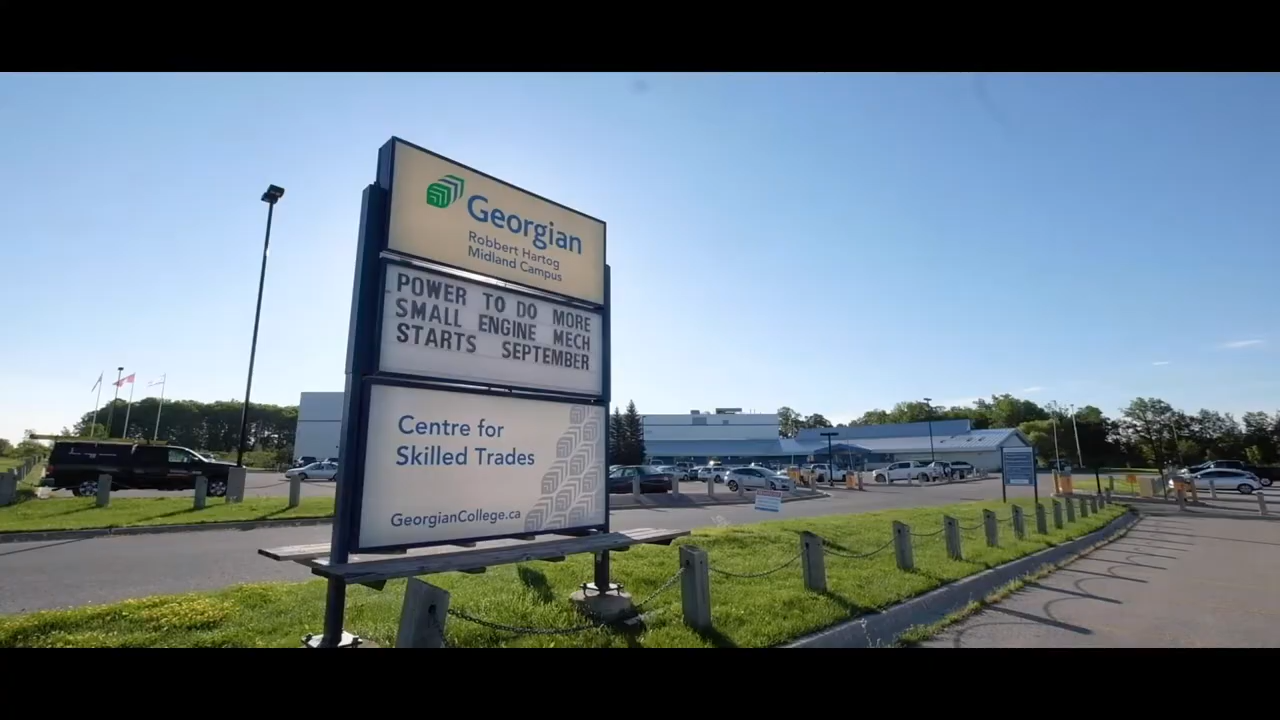 Georgian
Robbert Hartog
Midland Campus
POWER TO DO MORE
SMALL ENGINE MECH
STARTS SEPTEMBER
Centre for
Skilled Trades
GeorgianCollege.ca